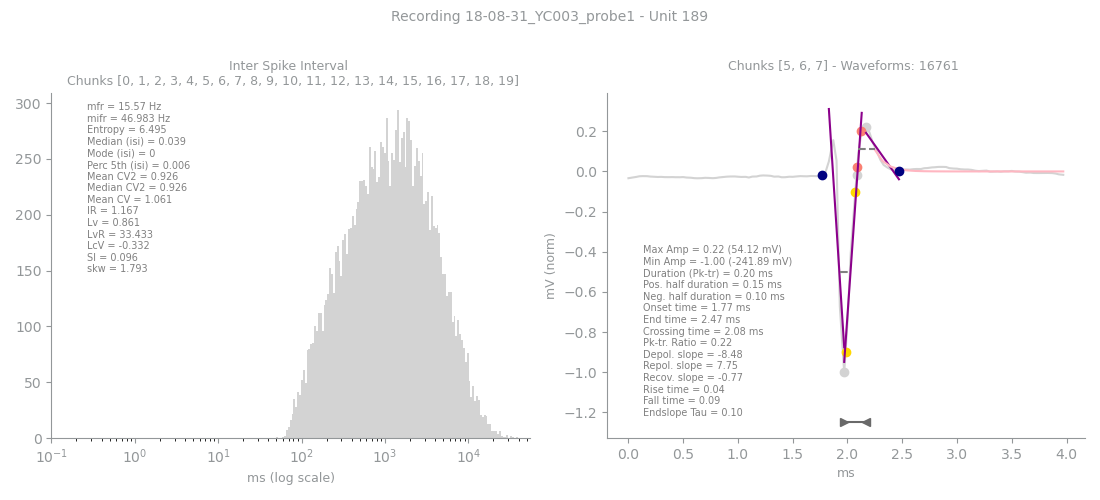 Recording 18-08-31_YC003_probe1 - Unit 189
Inter Spike Interval
Chunks [0, 1, 2, 3, 4, 5, 6, 7, 8, 9, 10, 11, 12, 13, 14, 15, 16, 17, 18, 19]
300
250
200
150
100
50
0
mfr = 15.57 Hz
mifr = 46.983 Hz
Entropy = 6.495
Median (isi) = 0.039
Mode (isi) = 0
Perc 5th (isi) = 0.006
Mean CV2 = 0.926
Median CV2 = 0.926
Mean CV = 1.061
IR = 1.167
Lv = 0.861
LvR = 33.433
LcV = -0.332
SI = 0.096
skw = 1.793
10⁻¹ 10⁰ 10¹ 10² 10³ 10⁴
ms (log scale)
Chunks [5, 6, 7] - Waveforms: 16761
mV (norm)
0.2
0.0
−0.2
−0.4
−0.6
−0.8
−1.0
−1.2
Max Amp = 0.22 (54.12 mV)
Min Amp = -1.00 (-241.89 mV)
Duration (Pk-tr) = 0.20 ms
Pos. half duration = 0.15 ms
Neg. half duration = 0.10 ms
Onset time = 1.77 ms
End time = 2.47 ms
Crossing time = 2.08 ms
Pk-tr. Ratio = 0.22
Depol. slope = -8.48
Repol. slope = 7.75
Recov. slope = -0.77
Rise time = 0.04
Fall time = 0.09
Endslope Tau = 0.10
0.0 0.5 1.0 1.5 2.0 2.5 3.0 3.5 4.0
ms